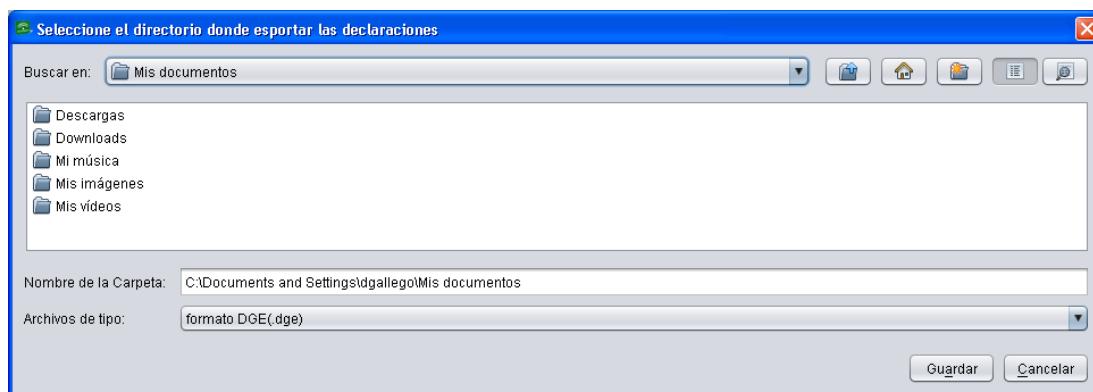 Seleccione el directorio donde esportar las declaraciones
Buscar en: Mis documentos
Descargas
Downloads
Mi música
Mis imágenes
Mis vídeos
Nombre de la Carpeta: C:\Documents and Settings\dgallego\Mis documentos
Archivos de tipo: formato DGE(.dge)
Guardar Cancelar